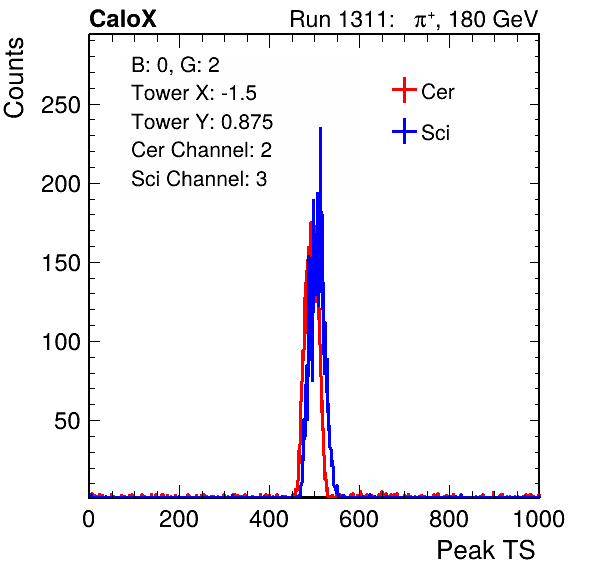 CaloX Run 1311: π+, 180 GeV
Counts
B: 0, G: 2
Tower X: -1.5
Tower Y: 0.875
Cer Channel: 2
Sci Channel: 3
Cer
Sci
250
200
150
100
50
0 200 400 600 800 1000
Peak TS